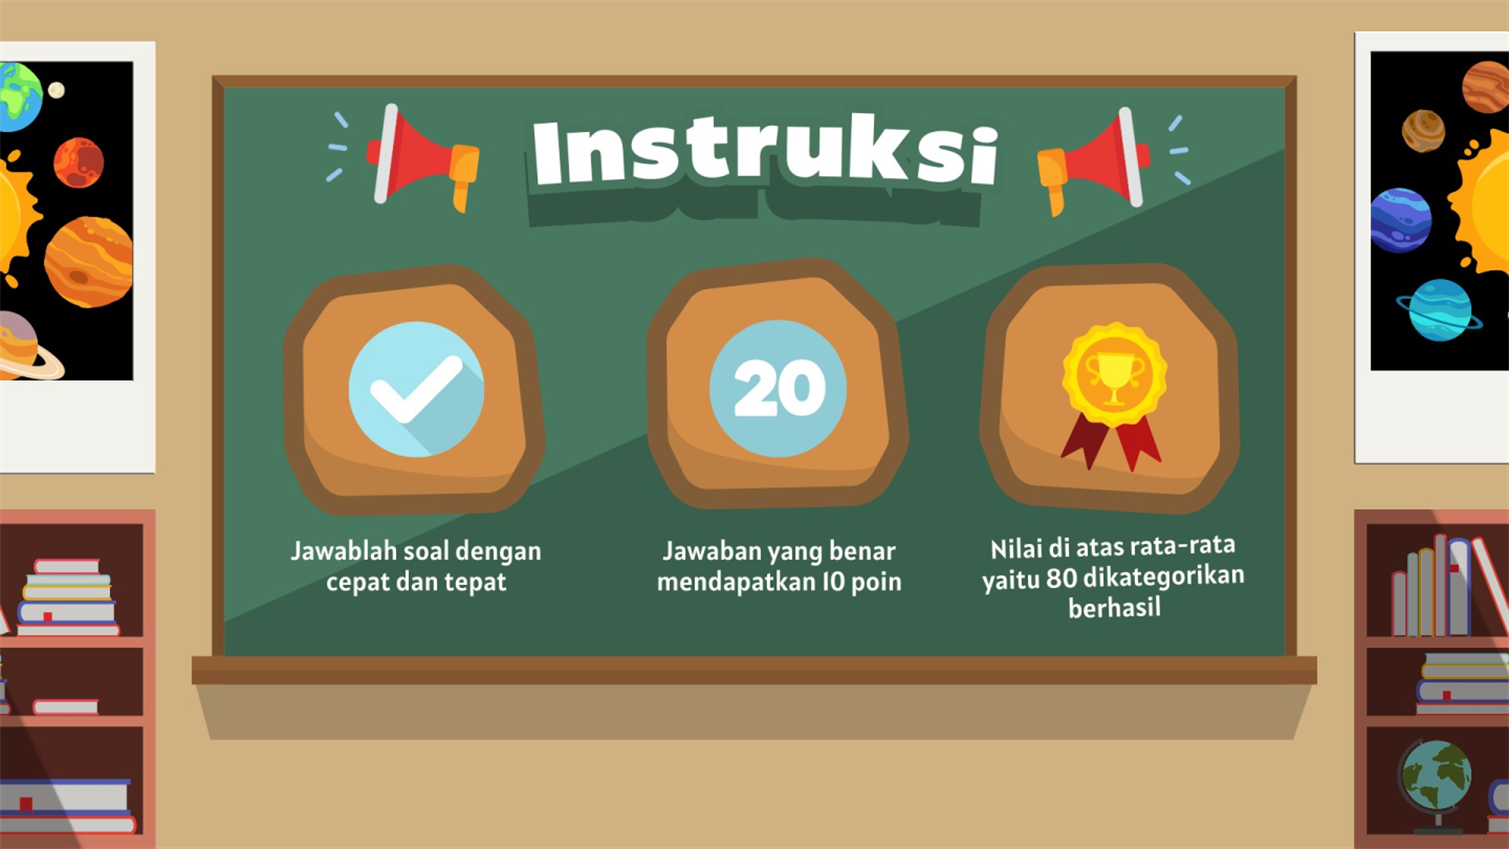 Instruksi
20
Jawablah soal dengan
cepat dan tepat
Jawaban yang benar
mendapatkan 10 poin
Nilai di atas rata-rata
yaitu 80 dikategorikan
berhasil